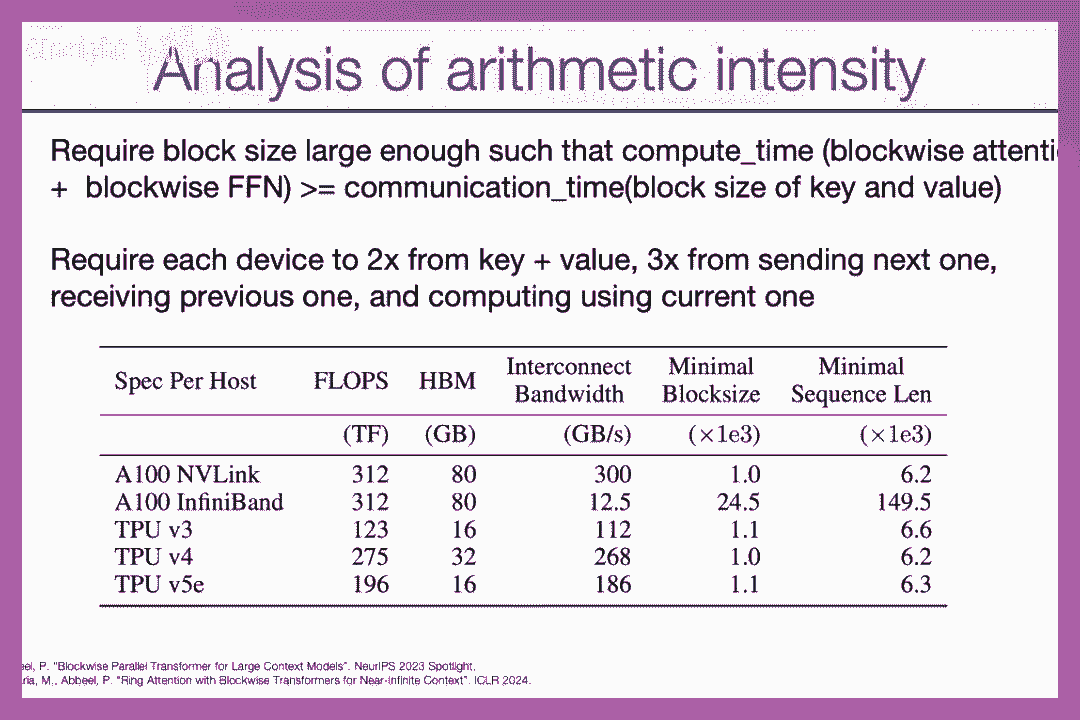 Analysis of arithmetic intensity
Require block size large enough such that compute_time (blockwise attenti
+ blockwise FFN) >= communication_time(block size of key and value)
Require each device to 2x from key + value, 3x from sending next one,
receiving previous one, and computing using current one
Spec Per Host FLOPS HBM Interconnect Bandwidth Minimal Blocksize Minimal Sequence Len
(TF) (GB) (GB/s) (×1e3) (×1e3)
A100 NVLink 312 80 300 1.0 6.2
A100 InfiniBand 312 80 12.5 24.5 149.5
TPU v3 123 16 112 1.1 6.6
TPU v4 275 32 268 1.0 6.2
TPU v5e 196 16 186 1.1 6.3
eel, P. "Blockwise Parallel Transformer for Large Context Models". NeurIPS 2023 Spotlight,
ria, M., Abbeel, P. "Ring Attention with Blockwise Transformers for Near-Infinite Context". ICLR 2024.